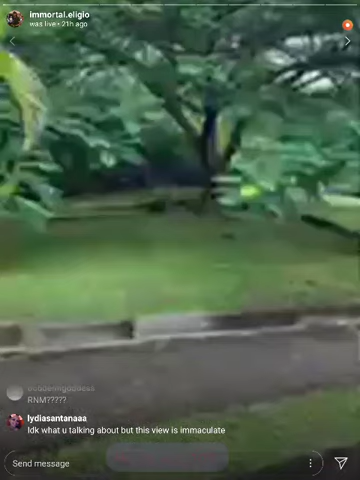 immortal.eligio
was live • 21h ago
RNM?????
lydiasantanaaa
Idk what u talking about but this view is immaculate
Send message